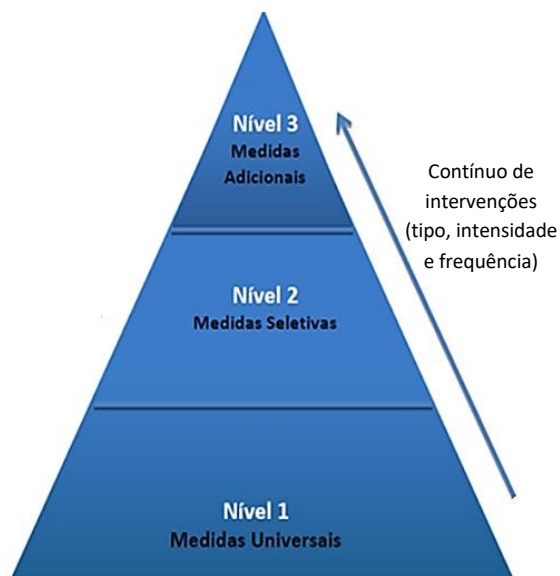 Nível 3
Medidas
Adicionais
Contínuo de
intervenções
(tipo, intensidade
e frequência)
Nível 2
Medidas Seletivas
Nível 1
Medidas Universais